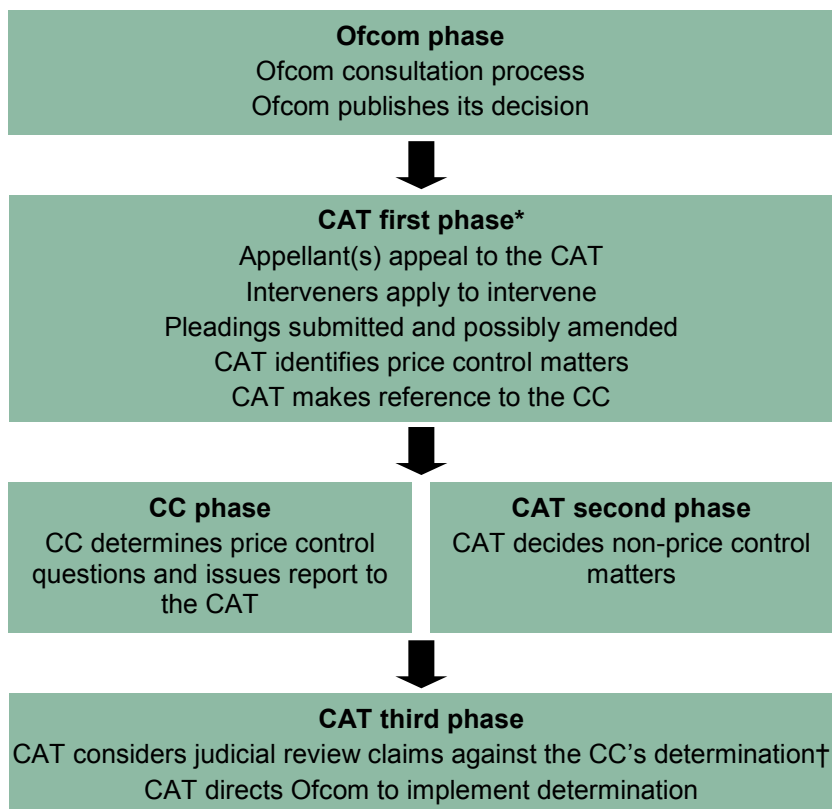 Ofcom phase
Ofcom consultation process
Ofcom publishes its decision
CAT first phase*
Appellant(s) appeal to the CAT
Interveners apply to intervene
Pleadings submitted and possibly amended
CAT identifies price control matters
CAT makes reference to the CC
CC phase
CC determines price control
questions and issues report to
the CAT
CAT second phase
CAT decides non-price control
matters
CAT third phase
CAT considers judicial review claims against the CC's determination†
CAT directs Ofcom to implement determination